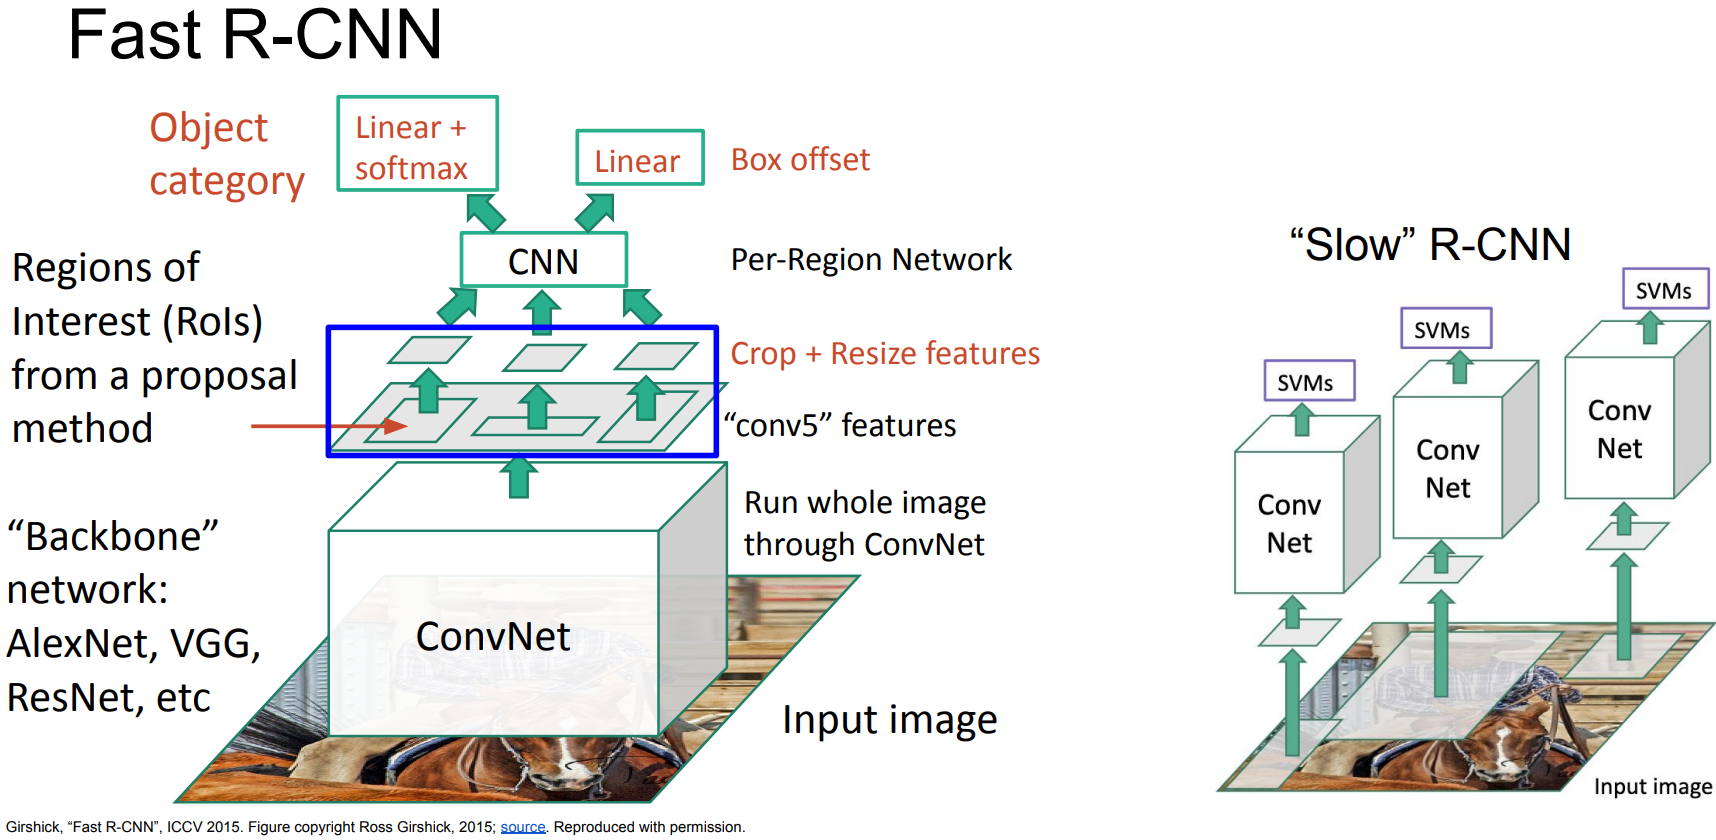 Fast R-CNN
Object
category
Linear +
softmax
Linear
Box offset
CNN
Per-Region Network
Regions of
Interest (RoIs)
from a proposal
method
Crop + Resize features
“conv5” features
“Backbone”
network:
AlexNet, VGG,
ResNet, etc
Run whole image
through ConvNet
ConvNet
Input image
“Slow” R-CNN
SVMs
SVMs
SVMs
Conv
Net
Conv
Net
Conv
Net
Input image
Girshick, “Fast R-CNN”, ICCV 2015. Figure copyright Ross Girshick, 2015; source. Reproduced with permission.